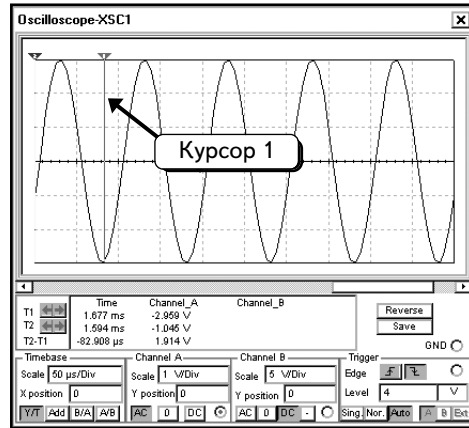 Oscilloscope-XSC1
1
Курсор 1
Time Channel_A Channel_B
T1 1.677 ms -2.959 V
T2 1.594 ms -1.045 V
T2-T1 -82.908 µs 1.914 V
Reverse
Save
GND
Timebase Channel A Channel B Trigger
Scale 50 µs/Div Scale 1 V/Div Scale 5 V/Div Edge
X position 0 Y position 0 Y position 0 Level 4 V
Y/T Add B/A A/B AC 0 DC AC 0 DC - Sing. Nor. Auto A B Ext